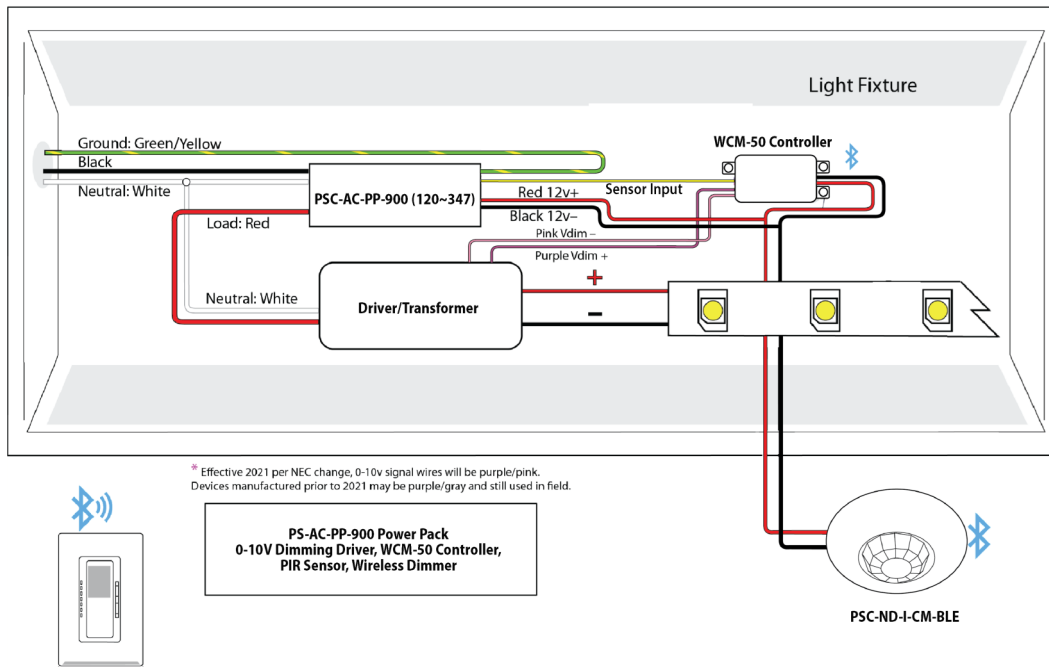 Light Fixture
Ground: Green/Yellow
Black
Neutral: White
WCM-50 Controller
PSC-AC-PP-900 (120~347)
Sensor Input
Red 12v+
Black 12v–
Load: Red
Pink Vdim –
Purple Vdim +
Neutral: White
Driver/Transformer
+
–
* Effective 2021 per NEC change, 0-10v signal wires will be purple/pink.
Devices manufactured prior to 2021 may be purple/gray and still used in field.
PS-AC-PP-900 Power Pack
0-10V Dimming Driver, WCM-50 Controller,
PIR Sensor, Wireless Dimmer
PSC-ND-I-CM-BLE